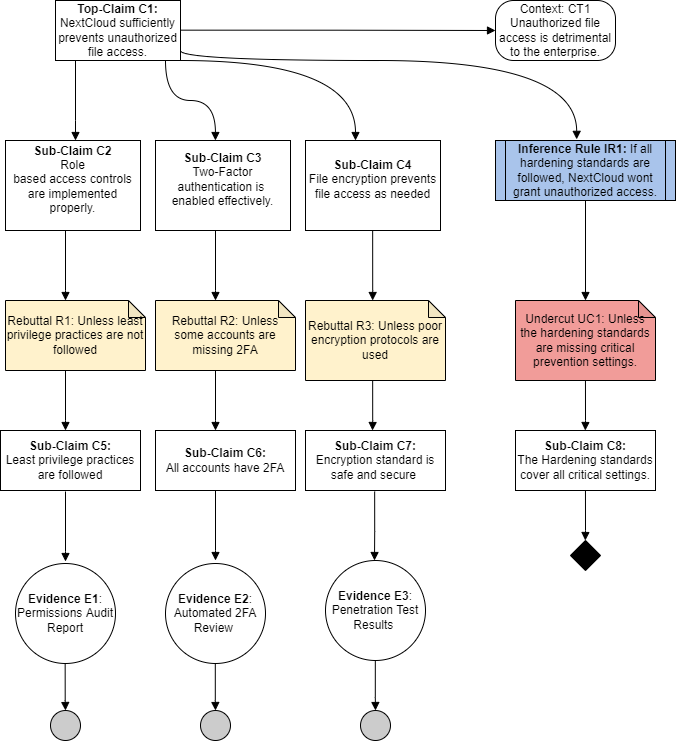 Top-Claim C1:
NextCloud sufficiently
prevents unauthorized
file access.
Context: CT1
Unauthorized file
access is detrimental
to the enterprise.
Sub-Claim C2
Role
based access controls
are implemented
properly.
Sub-Claim C3
Two-Factor
authentication is
enabled effectively.
Sub-Claim C4
File encryption prevents
file access as needed
Inference Rule IR1: If all
hardening standards are
followed, NextCloud wont
grant unauthorized access.
Rebuttal R1: Unless least
privilege practices are not
followed
Rebuttal R2: Unless
some accounts are
missing 2FA
Rebuttal R3: Unless poor
encryption protocols are
used
Undercut UC1: Unless
the hardening standards
are missing critical
prevention settings.
Sub-Claim C5:
Least privilege practices
are followed
Sub-Claim C6:
All accounts have 2FA
Sub-Claim C7:
Encryption standard is
safe and secure
Sub-Claim C8:
The Hardening standards
cover all critical settings.
Evidence E1:
Permissions Audit
Report
Evidence E2:
Automated 2FA
Review
Evidence E3:
Penetration Test
Results